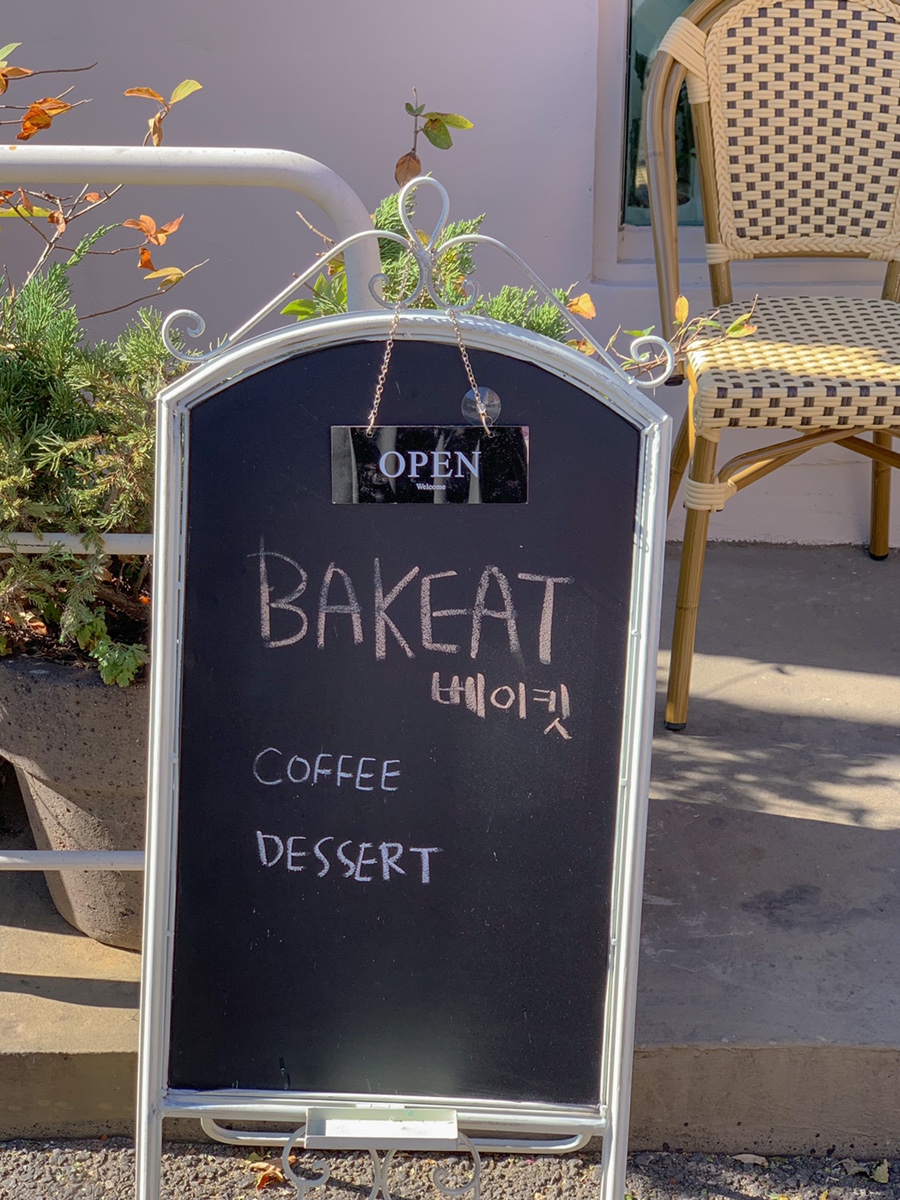 OPEN
Welcome
BAKEAT
베이킷
COFFEE
DESSERT